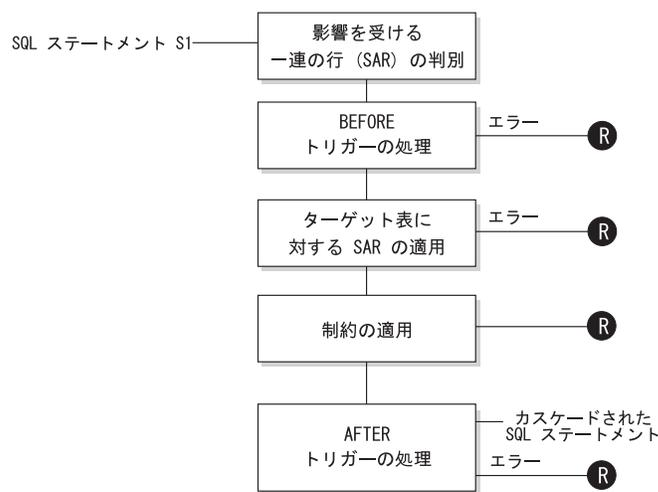 SQL ステートメント S1
影響を受ける
一連の行 (SAR) の判別
BEFORE
トリガーの処理
エラー
R
ターゲット表に
対する SAR の適用
エラー
R
制約の適用
R
AFTER
トリガーの処理
カスケードされた
SQL ステートメント
エラー
R